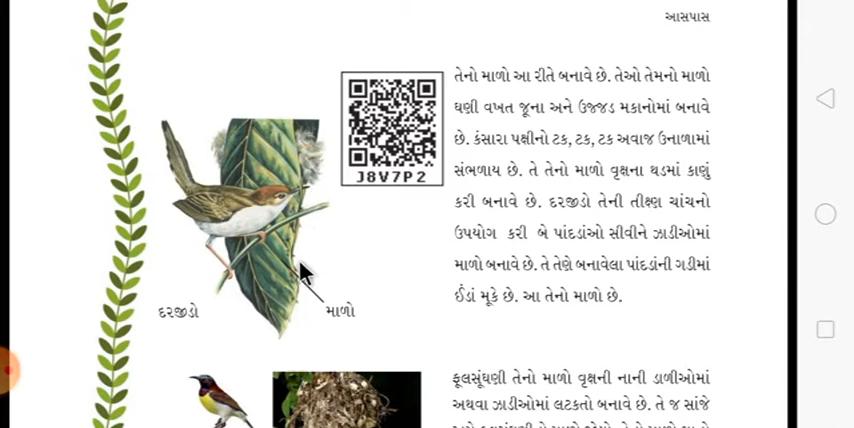 આસપાસ
તેનો માળો આ રીતે બનાવે છે. તેઓ તેમનો માળો
ઘણી વખત જૂના અને ઉજ્જડ મકાનોમાં બનાવે
છે. કંસારા પક્ષીનો ટક, ટક, ટક અવાજ ઉનાળામાં
સંભળાય છે. તે તેનો માળો વૃક્ષના થડમાં કાણું
કરી બનાવે છે. દરજીડો તેની તીક્ષ્ણ ચાંચનો
ઉપયોગ કરી બે પાંદડાંઓ સીવીને ઝાડીઓમાં
માળો બનાવે છે. તે તેણે બનાવેલા પાંદડાંની ગડીમાં
ઈંડાં મૂકે છે. આ તેનો માળો છે.
J8V7P2
દરજીડો
માળો
ફૂલસૂંઘણી તેનો માળો વૃક્ષની નાની ડાળીઓમાં
અથવા ઝાડીઓમાં લટકતો બનાવે છે. તે જ સાંજે